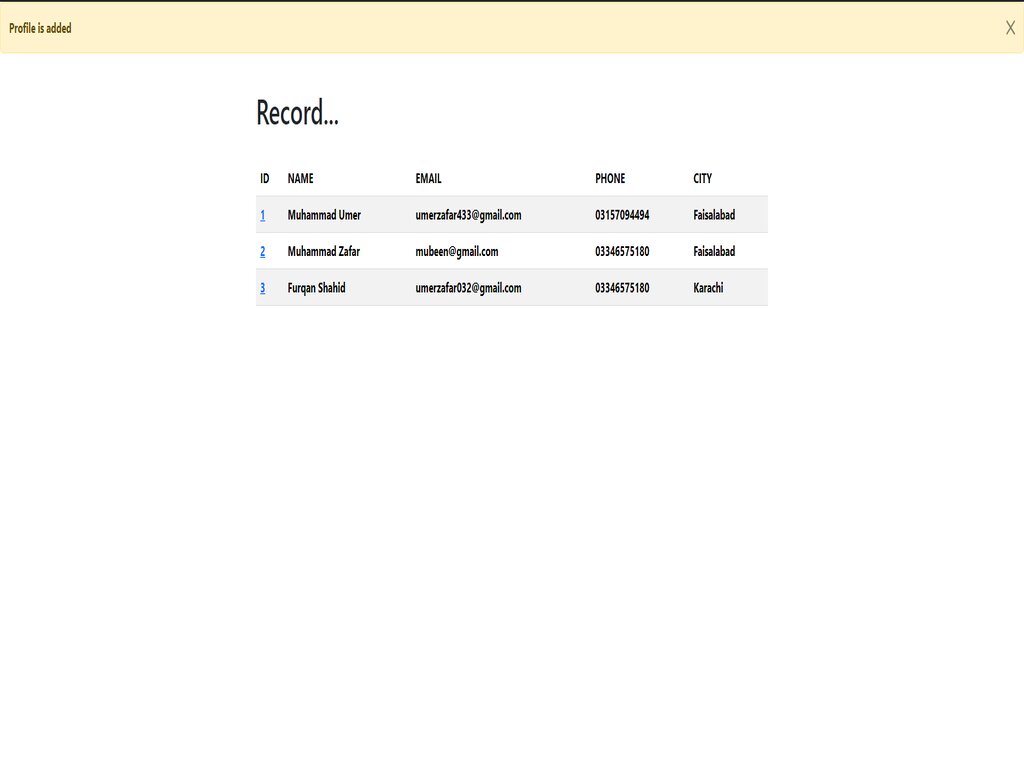 Profile is added
X
Record...
ID NAME EMAIL PHONE CITY
1 Muhammad Umer umerzafar433@gmail.com 03157094494 Faisalabad
2 Muhammad Zafar mubeen@gmail.com 03346575180 Faisalabad
3 Furqan Shahid umerzafar032@gmail.com 03346575180 Karachi